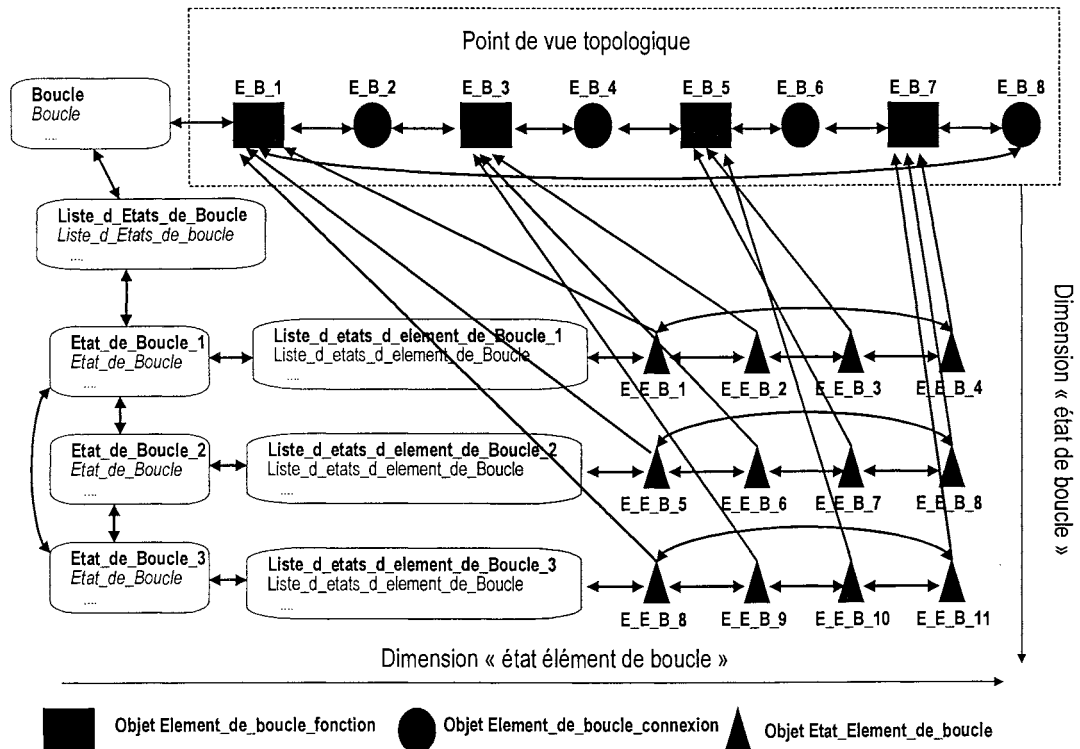 Point de vue topologique
E_B_1 E_B_2 E_B_3 E_B_4 E_B_5 E_B_6 E_B_7 E_B_8
Boucle
Boucle
....
Liste_d_Etats_de_Boucle
Liste_d_Etats_de_boucle
....
Etat_de_Boucle_1
Etat_de_Boucle
....
Liste_d_etats_d_element_de_Boucle_1
Liste_d_etats_d_element_de_Boucle
....
E_E_B_1 E_E_B_2 E_E_B_3 E_E_B_4
Etat_de_Boucle_2
Etat_de_Boucle
....
Liste_d_etats_d_element_de_Boucle_2
Liste_d_etats_d_element_de_Boucle
....
E_E_B_5 E_E_B_6 E_E_B_7 E_E_B_8
Etat_de_Boucle_3
Etat_de_Boucle
....
Liste_d_etats_d_element_de_Boucle_3
Liste_d_etats_d_element_de_Boucle
....
E_E_B_8 E_E_B_9 E_E_B_10 E_E_B_11
Dimension « état de boucle »
Dimension « état élément de boucle »
Objet Element_de_boucle_fonction
Objet Element_de_boucle_connexion
Objet Etat_Element_de_boucle